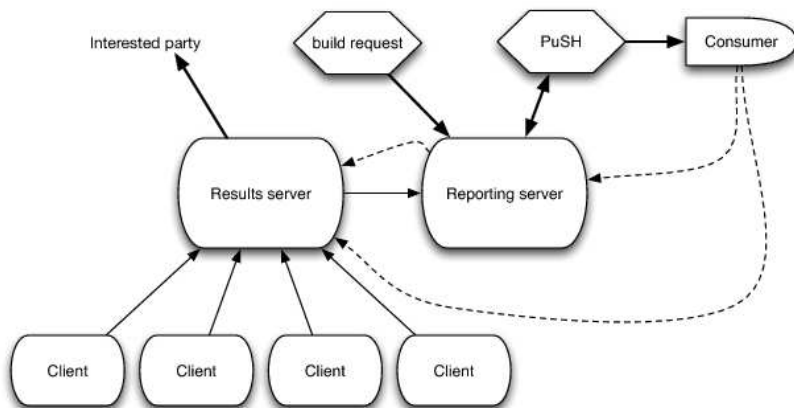 Interested party
build request
PuSH
Consumer
Results server
Reporting server
Client
Client
Client
Client